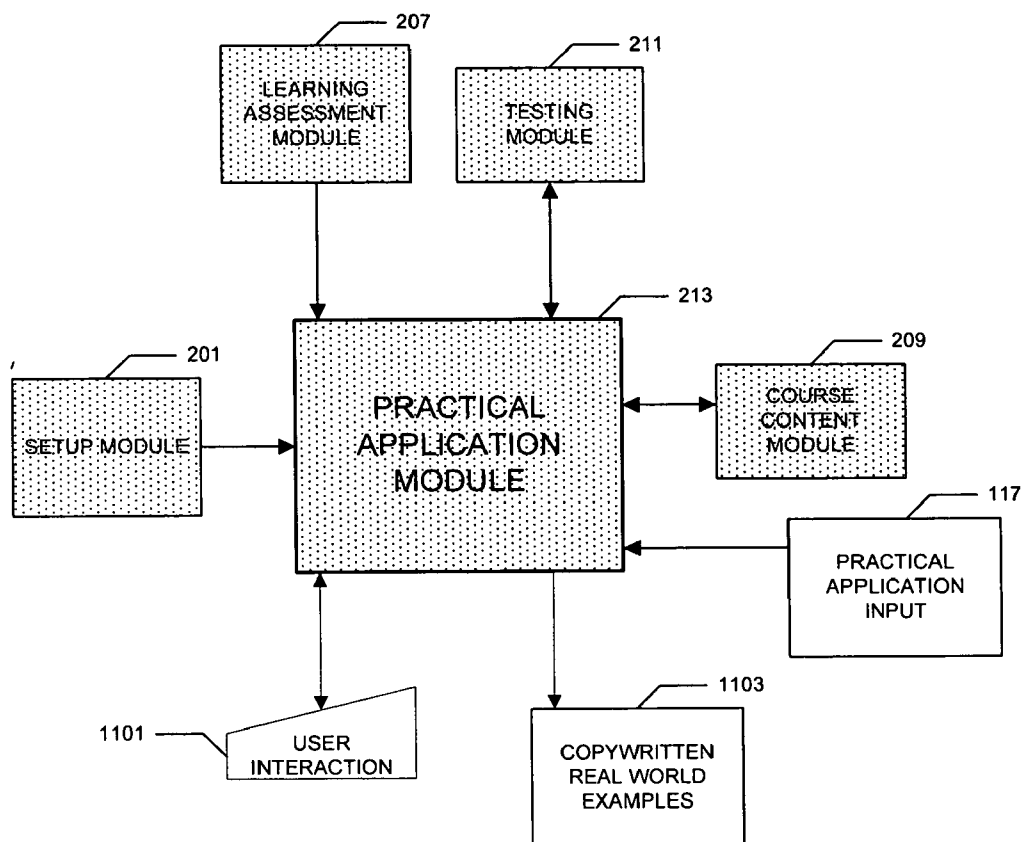 207
LEARNING
ASSESSMENT
MODULE
211
TESTING
MODULE
213
PRACTICAL
APPLICATION
MODULE
201
SETUP MODULE
209
COURSE
CONTENT
MODULE
117
PRACTICAL
APPLICATION
INPUT
1101
USER
INTERACTION
1103
COPYWRITTEN
REAL WORLD
EXAMPLES